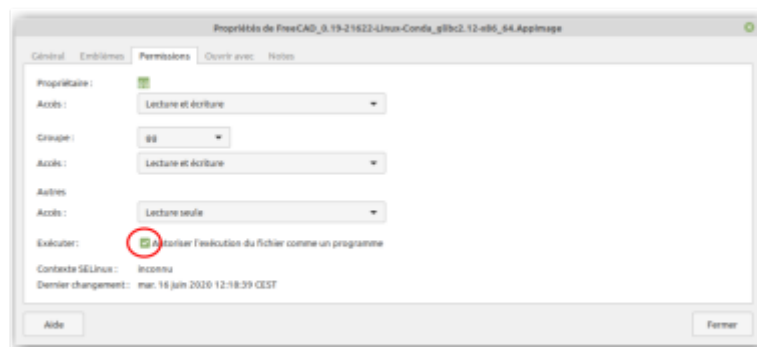 Propriétés de FreeCAD_0.19-21622-Linux-Conda_glibc2.12-x86_64.AppImage
Général Emblèmes Permissions Ouvrir avec Notes
Propriétaire :
Accès : Lecture et écriture
Groupe : gg
Accès : Lecture et écriture
Autres
Accès : Lecture seule
Exécuter : Autoriser l'exécution du fichier comme un programme
Contexte SELinux : inconnu
Dernier changement : mar. 16 juin 2020 12:18:39 CEST
Aide Fermer